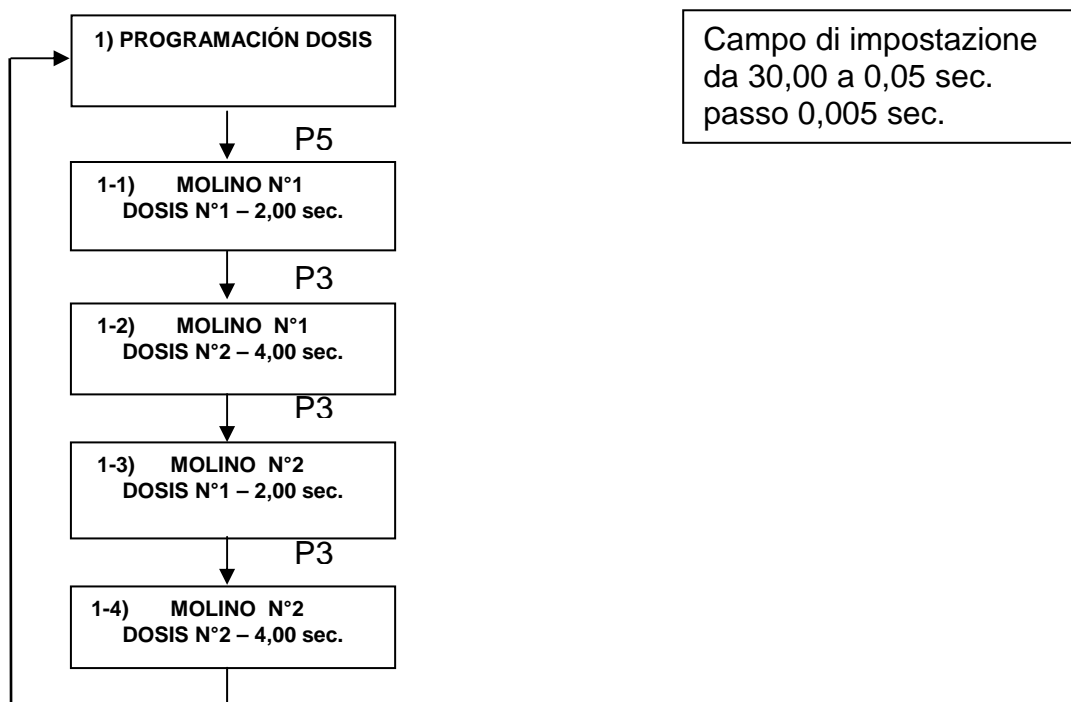 1) PROGRAMACIÓN DOSIS
Campo di impostazione
da 30,00 a 0,05 sec.
passo 0,005 sec.
P5
1-1) MOLINO N°1
DOSIS N°1 – 2,00 sec.
P3
1-2) MOLINO N°1
DOSIS N°2 – 4,00 sec.
P3
1-3) MOLINO N°2
DOSIS N°1 – 2,00 sec.
P3
1-4) MOLINO N°2
DOSIS N°2 – 4,00 sec.